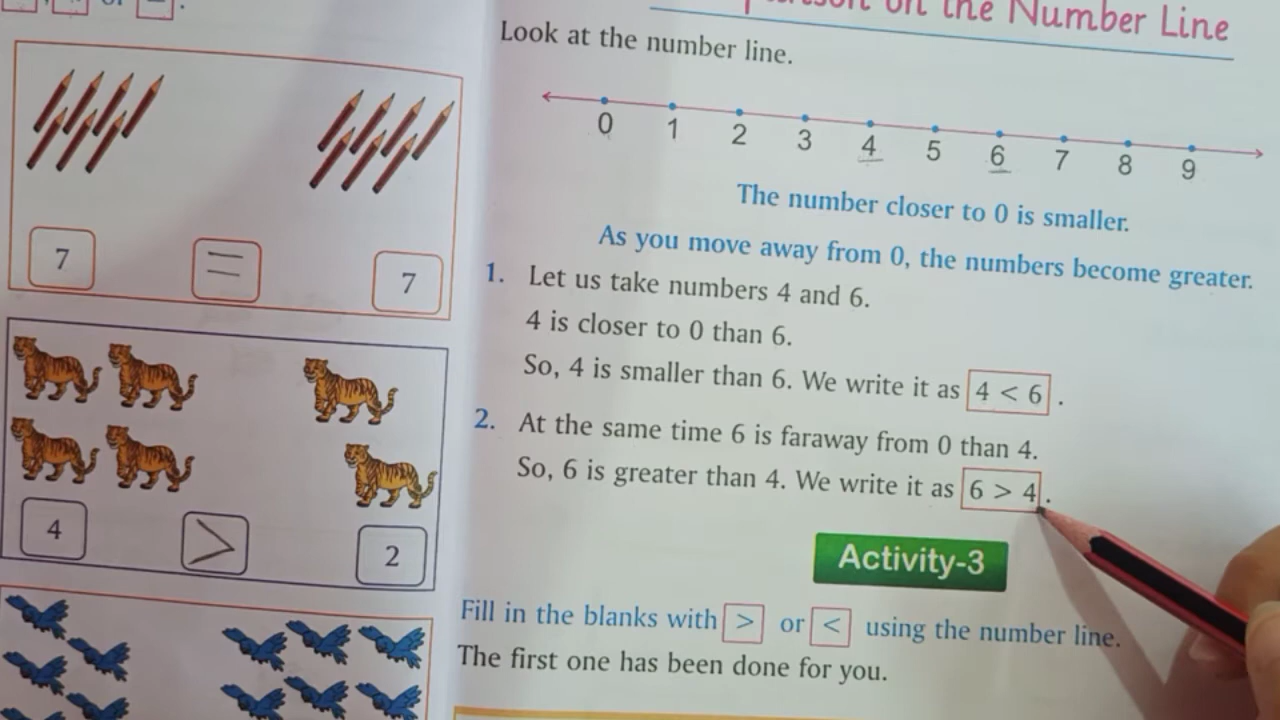 or
7 = 7
4 > 2
on the Number Line
Look at the number line.
0 1 2 3 4 5 6 7 8 9
The number closer to 0 is smaller.
As you move away from 0, the numbers become greater.
1. Let us take numbers 4 and 6.
4 is closer to 0 than 6.
So, 4 is smaller than 6. We write it as 4 < 6 .
2. At the same time 6 is faraway from 0 than 4.
So, 6 is greater than 4. We write it as 6 > 4 .
Activity-3
Fill in the blanks with > or < using the number line.
The first one has been done for you.